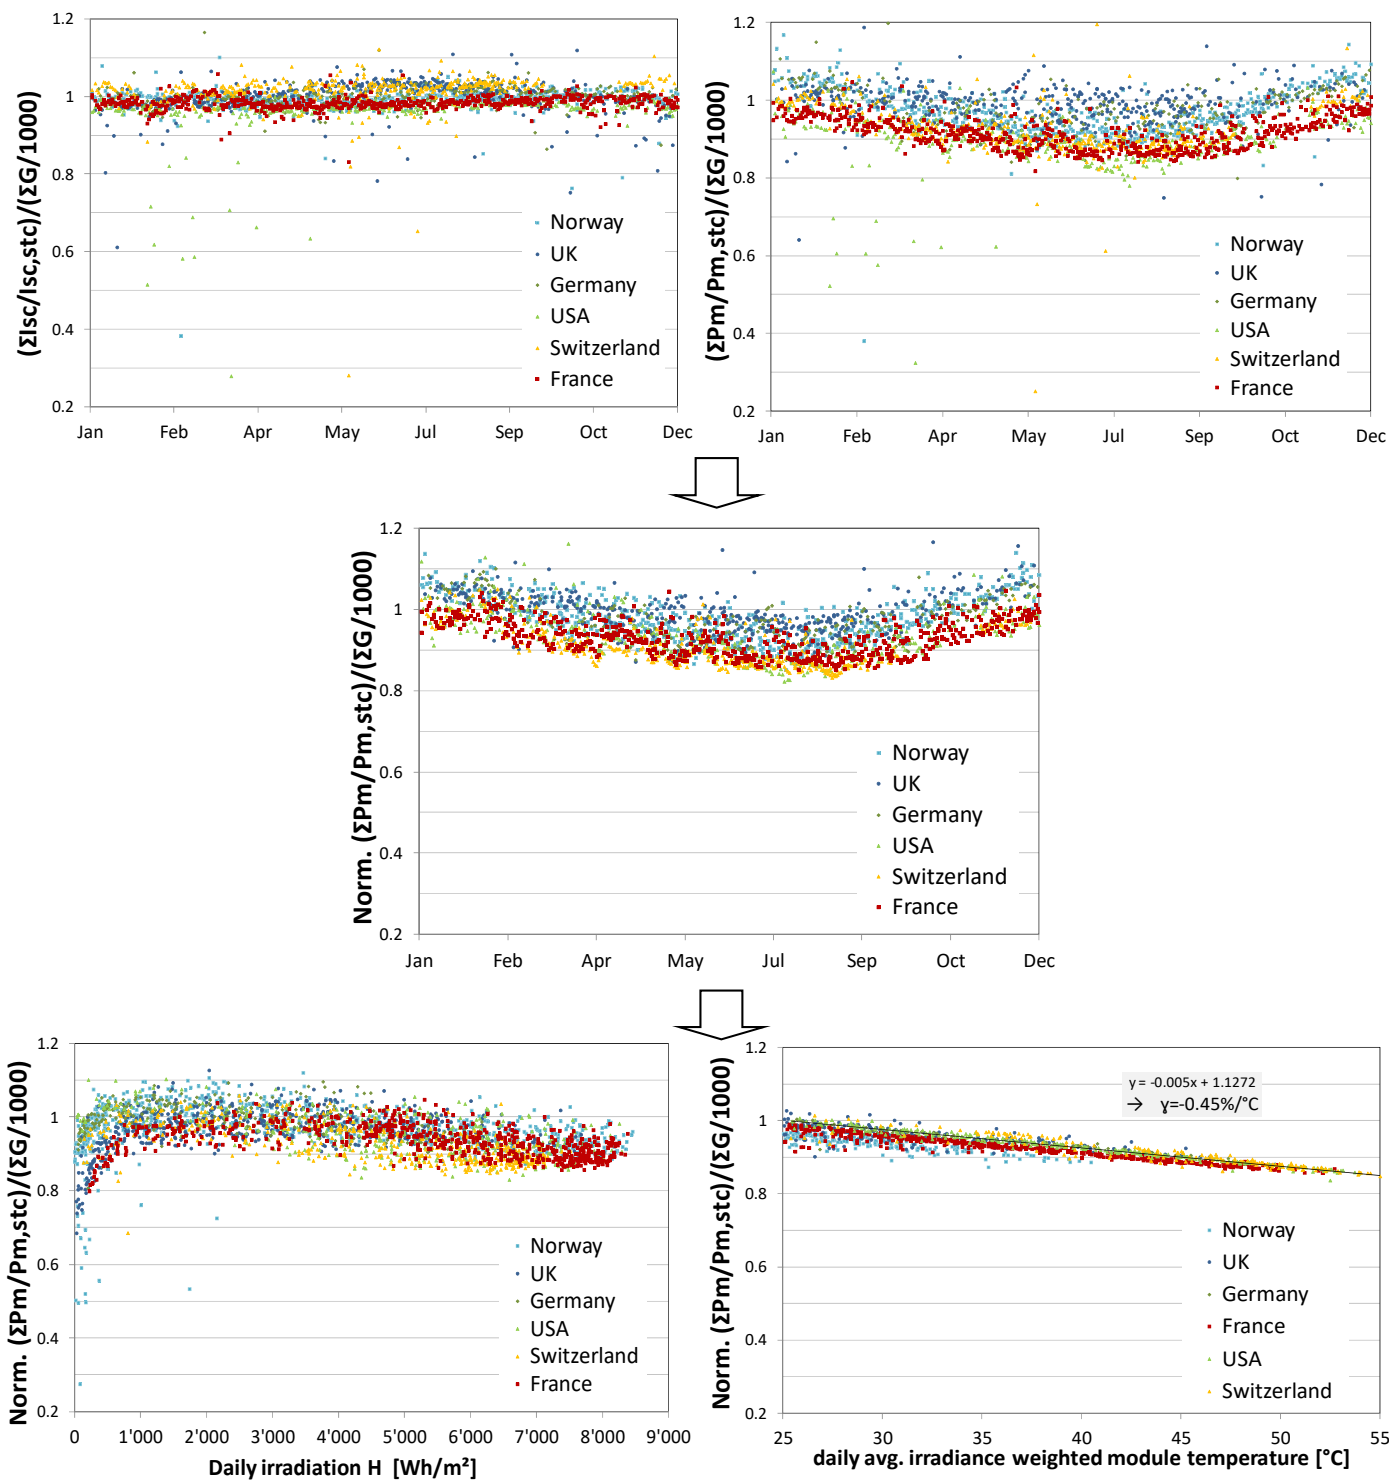 (ΣIsc/Isc,stc)/(ΣG/1000)
1.2
1
0.8
0.6
0.4
0.2
Jan Feb Apr May Jul Sep Oct Dec
Norway
UK
Germany
USA
Switzerland
France
(ΣPm/Pm,stc)/(ΣG/1000)
1.2
1
0.8
0.6
0.4
0.2
Jan Feb Apr May Jul Sep Oct Dec
Norway
UK
Germany
USA
Switzerland
France
Norm. (ΣPm/Pm,stc)/(ΣG/1000)
1.2
1
0.8
0.6
0.4
0.2
Jan Feb Apr May Jul Sep Oct Dec
Norway
UK
Germany
USA
Switzerland
France
Norm. (ΣPm/Pm,stc)/(ΣG/1000)
1.2
1
0.8
0.6
0.4
0.2
0 1'000 2'000 3'000 4'000 5'000 6'000 7'000 8'000 9'000
Daily irradiation H [Wh/m²]
Norway
UK
Germany
USA
Switzerland
France
Norm. (ΣPm/Pm,stc)/(ΣG/1000)
1.2
1
0.8
0.6
0.4
0.2
25 30 35 40 45 50 55
daily avg. irradiance weighted module temperature [°C]
y = -0.005x + 1.1272
→ ɣ=-0.45%/°C
Norway
UK
Germany
France
USA
Switzerland